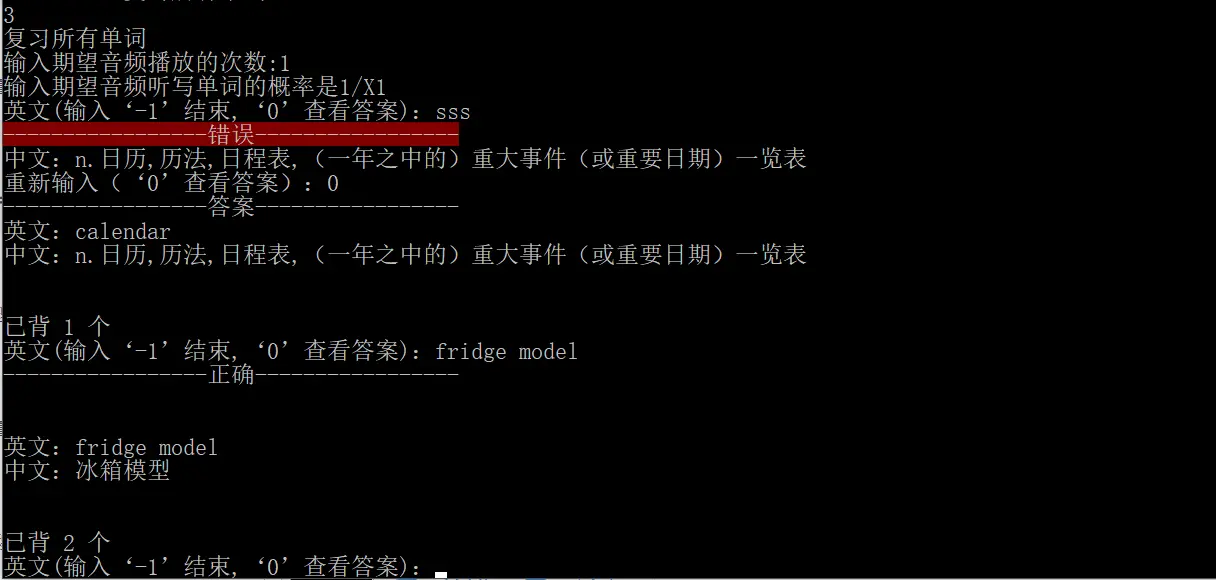 3
复习所有单词
输入期望音频播放的次数:1
输入期望音频听写单词的概率是1/X1
英文(输入‘-1’结束,‘0’查看答案): sss
-----------------错误-----------------
中文: n.日历,历法,日程表,（一年之中的）重大事件（或重要日期）一览表
重新输入（‘0’查看答案）: 0
-----------------答案-----------------
英文: calendar
中文: n.日历,历法,日程表,（一年之中的）重大事件（或重要日期）一览表
已背 1 个
英文(输入‘-1’结束,‘0’查看答案): fridge model
-----------------正确-----------------
英文: fridge model
中文: 冰箱模型
已背 2 个
英文(输入‘-1’结束,‘0’查看答案):